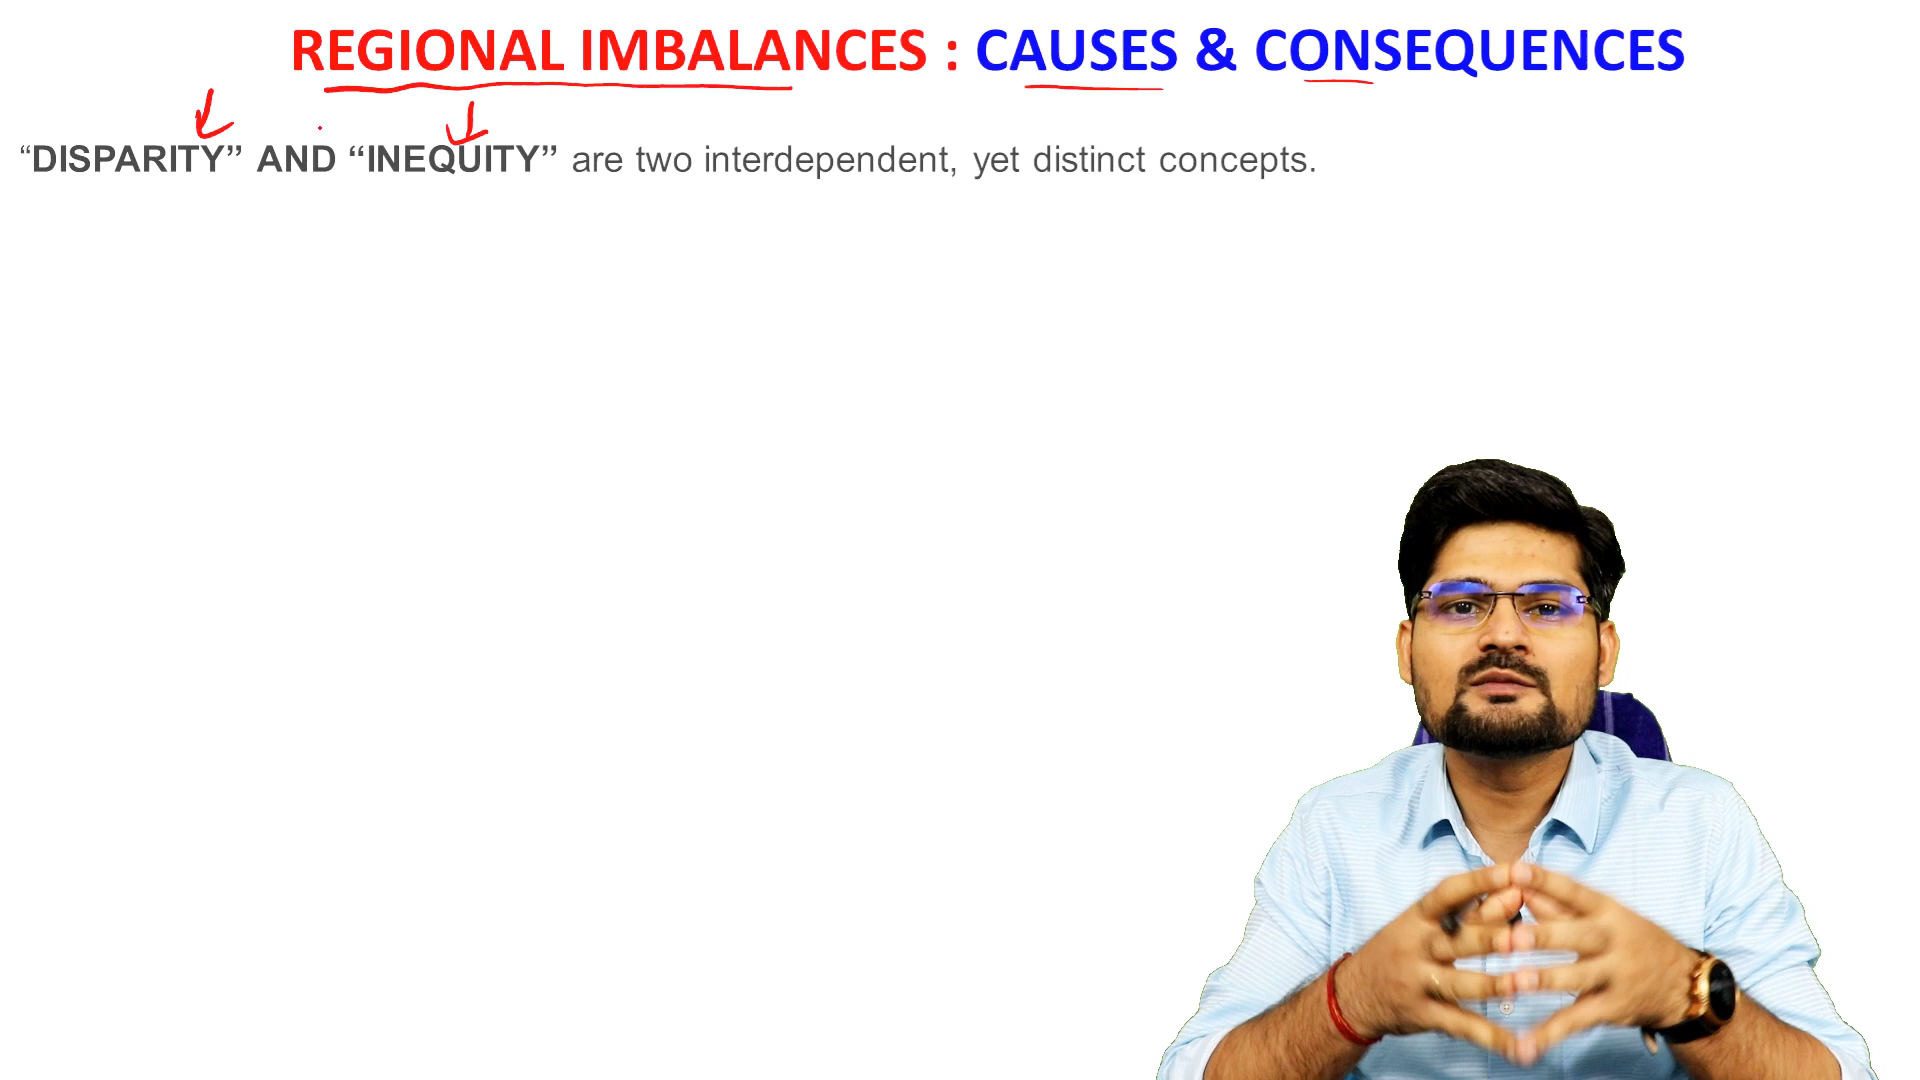 REGIONAL IMBALANCES : CAUSES & CONSEQUENCES
“DISPARITY” AND “INEQUITY” are two interdependent, yet distinct concepts.